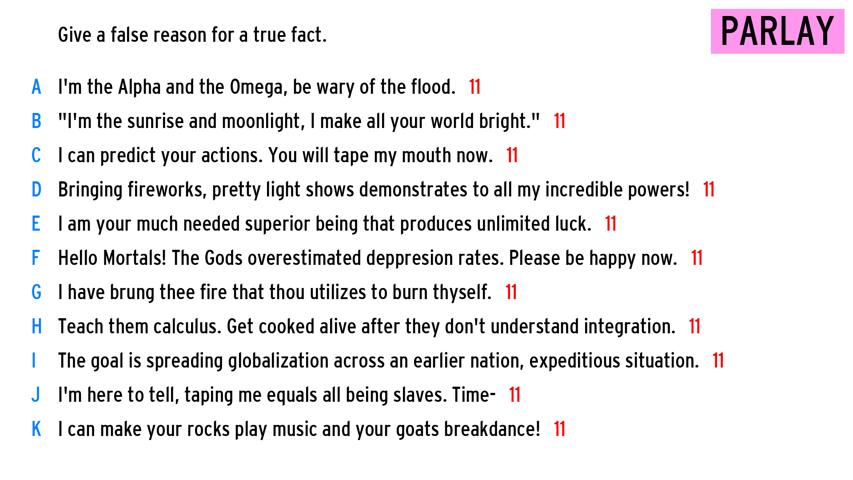 Give a false reason for a true fact.
PARLAY
A I'm the Alpha and the Omega, be wary of the flood. 11
B "I'm the sunrise and moonlight, I make all your world bright." 11
C I can predict your actions. You will tape my mouth now. 11
D Bringing fireworks, pretty light shows demonstrates to all my incredible powers! 11
E I am your much needed superior being that produces unlimited luck. 11
F Hello Mortals! The Gods overestimated deppresion rates. Please be happy now. 11
G I have brung thee fire that thou utilizes to burn thyself. 11
H Teach them calculus. Get cooked alive after they don't understand integration. 11
I The goal is spreading globalization across an earlier nation, expeditious situation. 11
J I'm here to tell, taping me equals all being slaves. Time- 11
K I can make your rocks play music and your goats breakdance! 11